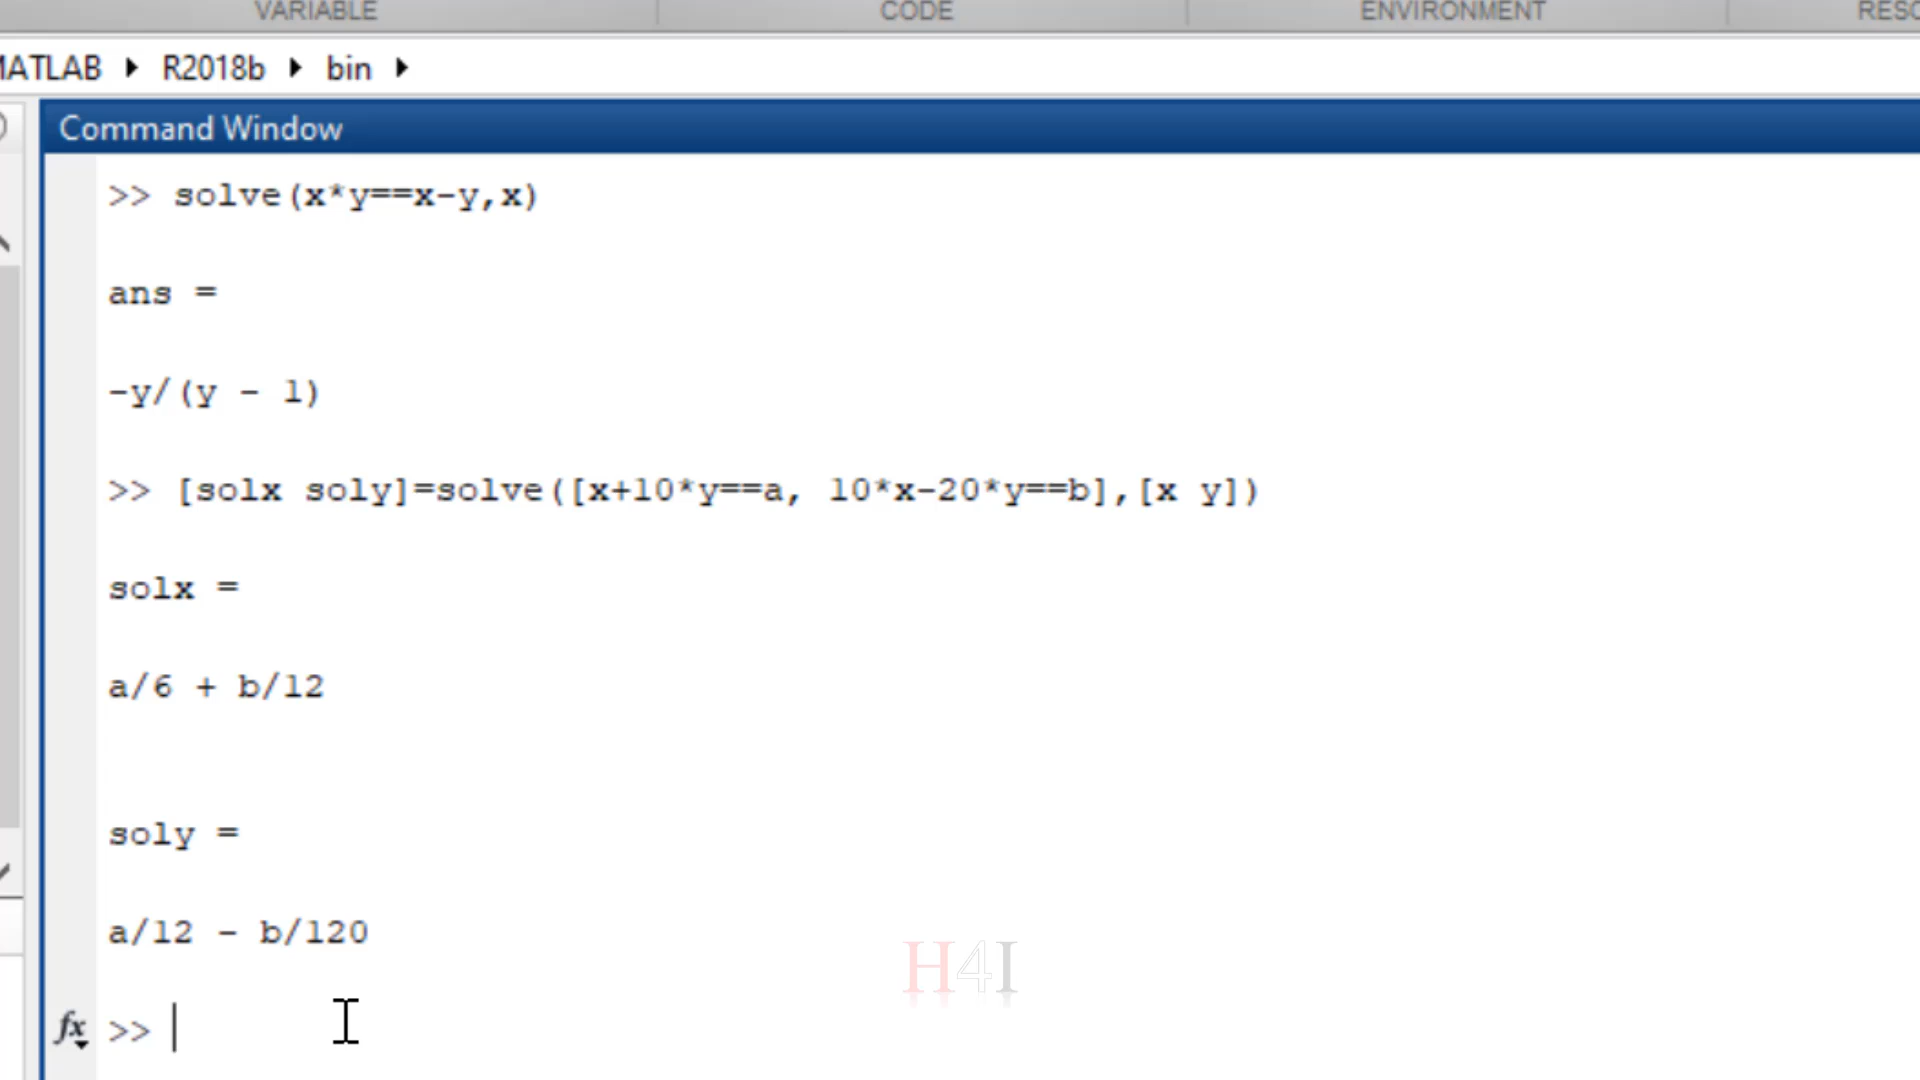 VARIABLE CODE ENVIRONMENT
MATLAB R2018b bin
Command Window
>> solve(x*y==x-y,x)
ans =
-y/(y - 1)
>> [solx soly]=solve([x+10*y==a, 10*x-20*y==b],[x y])
solx =
a/6 + b/12
soly =
a/12 - b/120
H4I
fx >>